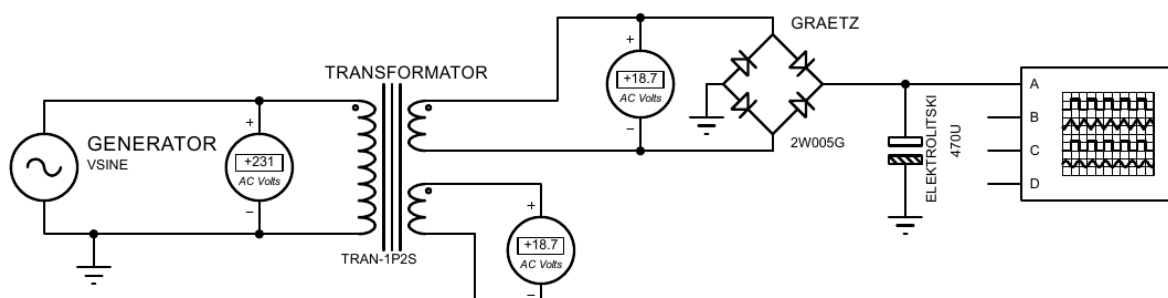 GRAETZ
+
+18.7
AC Volts
−
TRANSFORMATOR
GENERATOR
VSINE
+
+231
AC Volts
−
2W005G
ELEKTROLITSKI
470U
A
B
C
D
TRAN-1P2S
+
+18.7
AC Volts
−